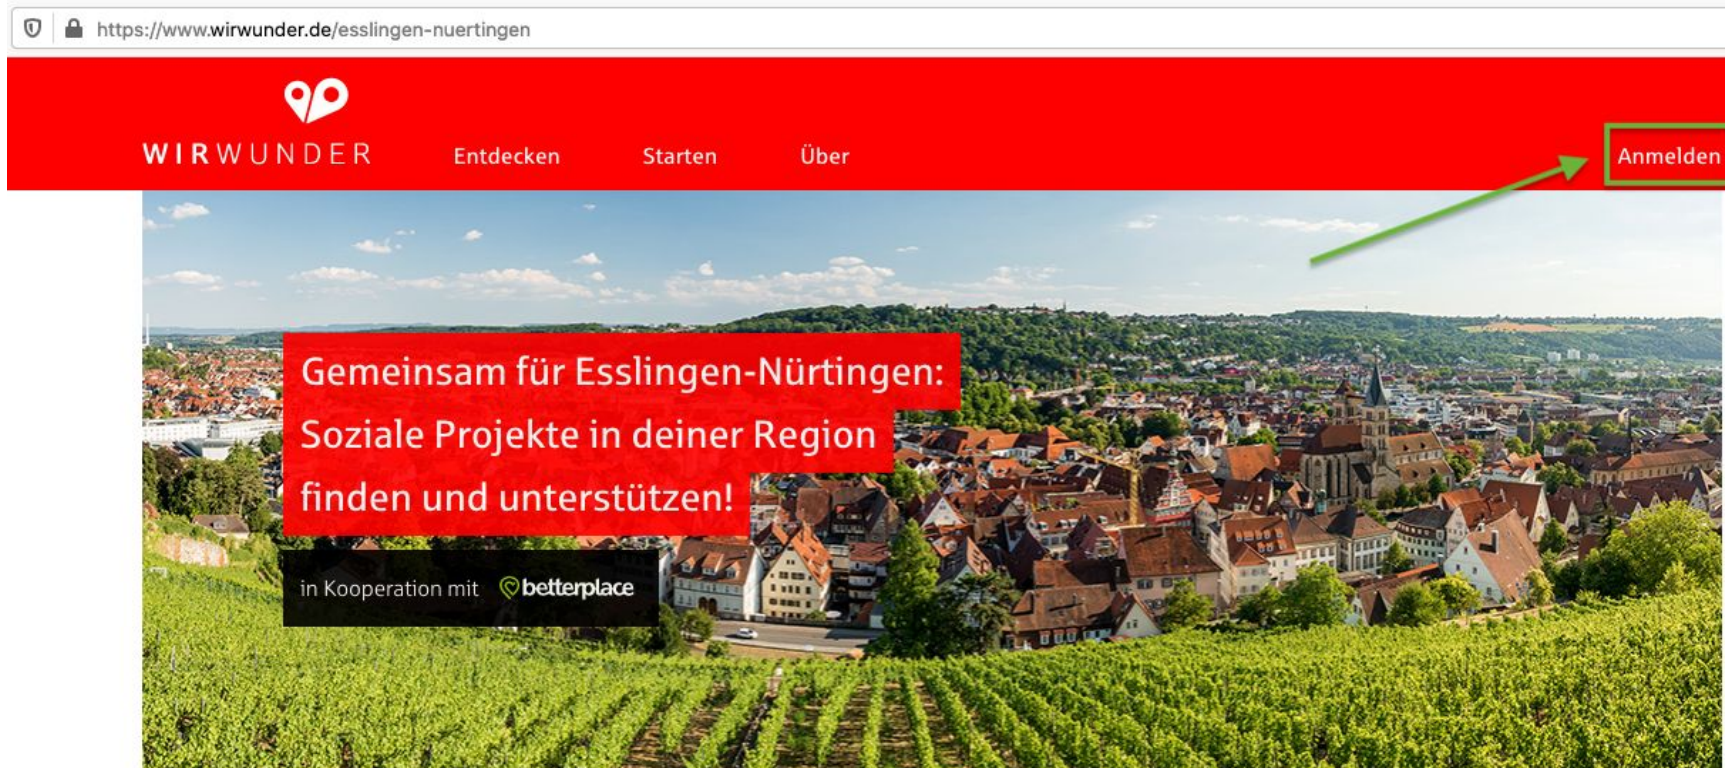 https://www.wirwunder.de/esslingen-nuertingen
WIRWUNDER
Entdecken
Starten
Über
Anmelden
Gemeinsam für Esslingen-Nürtingen:
Soziale Projekte in deiner Region
finden und unterstützen!
in Kooperation mit betterplace